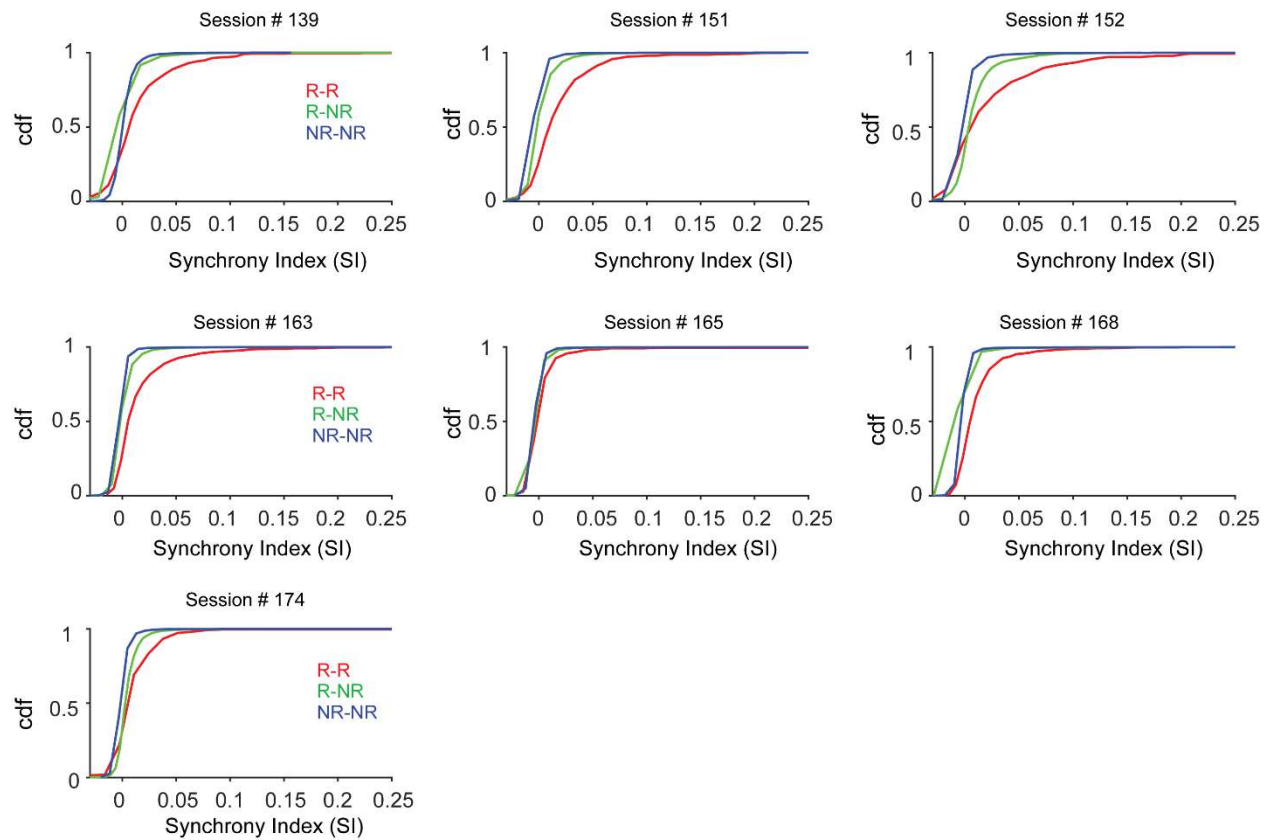 Session # 139
1
0.5
0
cdf
R-R
R-NR
NR-NR
0 0.05 0.1 0.15 0.2 0.25
Synchrony Index (SI)
Session # 151
1
0.5
0
cdf
0 0.05 0.1 0.15 0.2 0.25
Synchrony Index (SI)
Session # 152
1
0.5
0
cdf
0 0.05 0.1 0.15 0.2 0.25
Synchrony Index (SI)
Session # 163
1
0.5
0
cdf
R-R
R-NR
NR-NR
0 0.05 0.1 0.15 0.2 0.25
Synchrony Index (SI)
Session # 165
1
0.5
0
cdf
0 0.05 0.1 0.15 0.2 0.25
Synchrony Index (SI)
Session # 168
1
0.5
0
cdf
0 0.05 0.1 0.15 0.2 0.25
Synchrony Index (SI)
Session # 174
1
0.5
0
cdf
R-R
R-NR
NR-NR
0 0.05 0.1 0.15 0.2 0.25
Synchrony Index (SI)